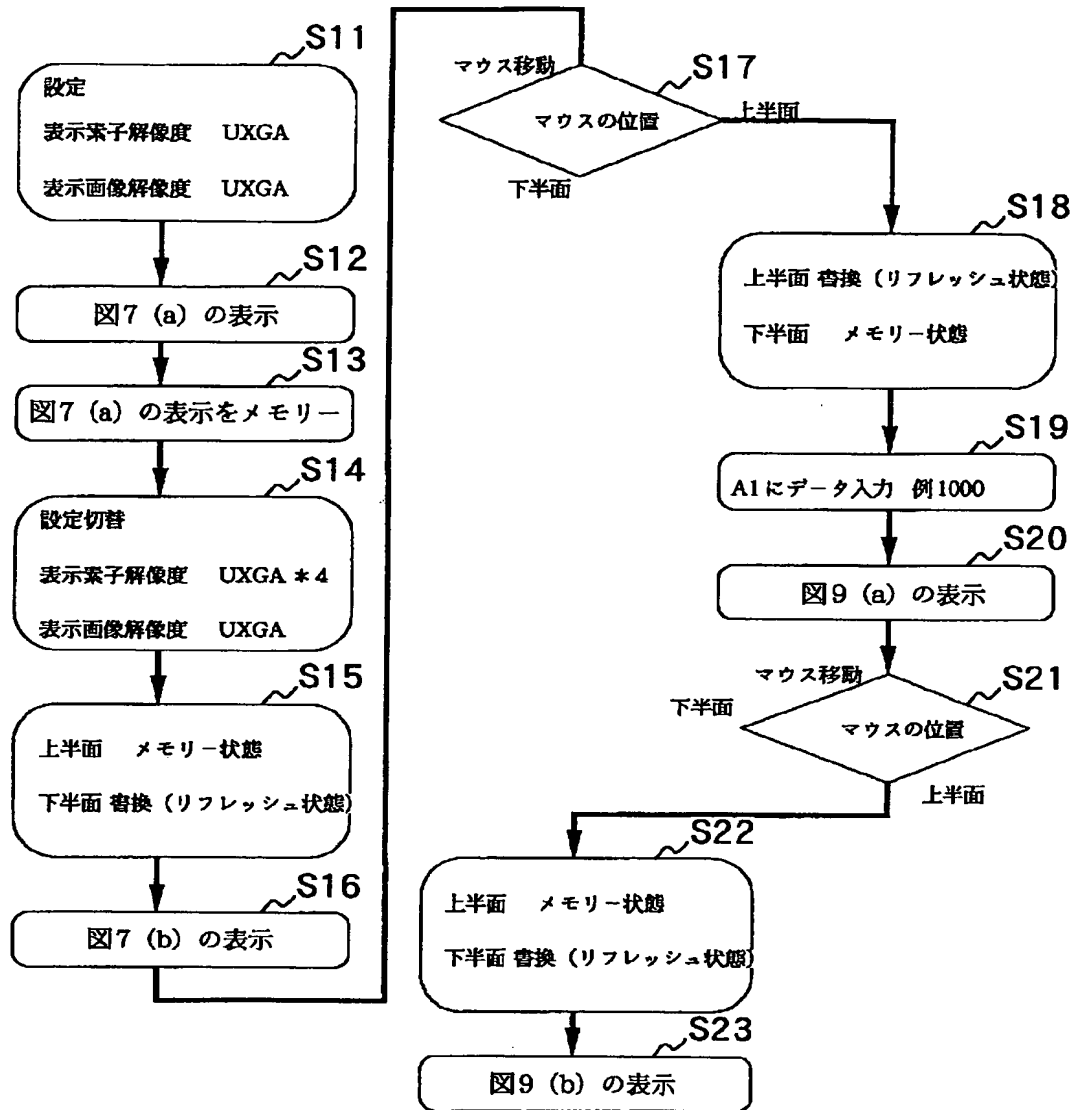 S11
設定
表示素子解像度 UXGA
表示画像解像度 UXGA
S12
図7 (a) の表示
S13
図7 (a) の表示をメモリー
S14
設定切替
表示素子解像度 UXGA *4
表示画像解像度 UXGA
S15
上半面 メモリー状態
下半面 書換 (リフレッシュ状態)
S16
図7 (b) の表示
マウス移動
S17
マウスの位置
上半面
下半面
S18
上半面 書換 (リフレッシュ状態)
下半面 メモリー状態
S19
A1にデータ入力 例1000
S20
図9 (a) の表示
マウス移動
S21
下半面
マウスの位置
上半面
S22
上半面 メモリー状態
下半面 書換 (リフレッシュ状態)
S23
図9 (b) の表示